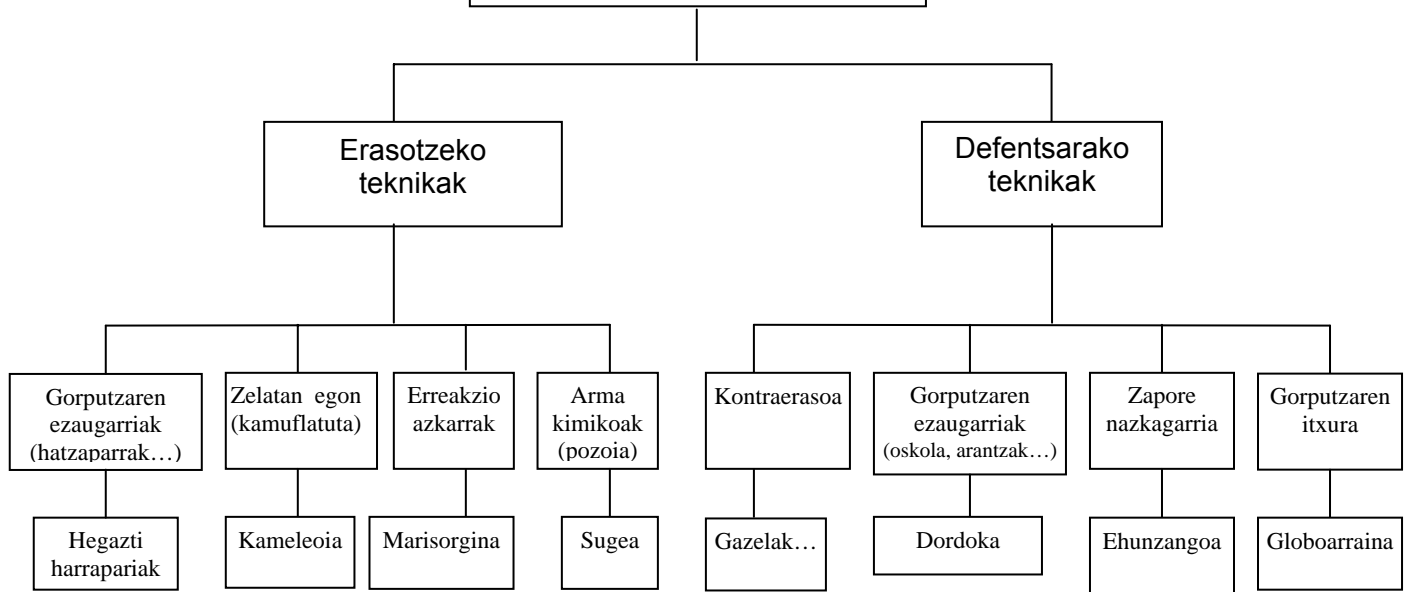 Erasotzeko
teknikak
Defentsarako
teknikak
Gorputzaren
ezaugarriak
(hatzaparrak…)
Zelatan egon
(kamuflatuta)
Erreakzio
azkarrak
Arma
kimikoak
(pozoia)
Kontraerasoa
Gorputzaren
ezaugarriak
(oskola, arantzak…)
Zapore
nazkagarria
Gorputzaren
itxura
Hegazti
harrapariak
Kameleoia
Marisorgina
Sugea
Gazelak…
Dordoka
Ehunzangoa
Globoarraina